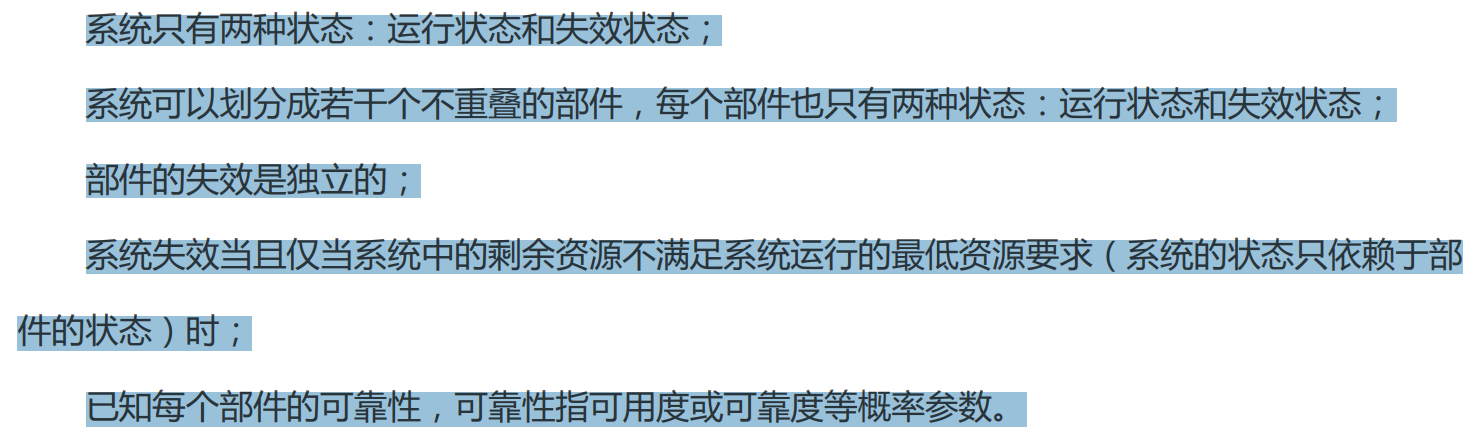 系统只有两种状态：运行状态和失效状态；
系统可以划分成若干个不重叠的部件，每个部件也只有两种状态：运行状态和失效状态；
部件的失效是独立的；
系统失效当且仅当系统中的剩余资源不满足系统运行的最低资源要求（系统的状态只依赖于部
件的状态）时；
已知每个部件的可靠性，可靠性指可用度或可靠度等概率参数。